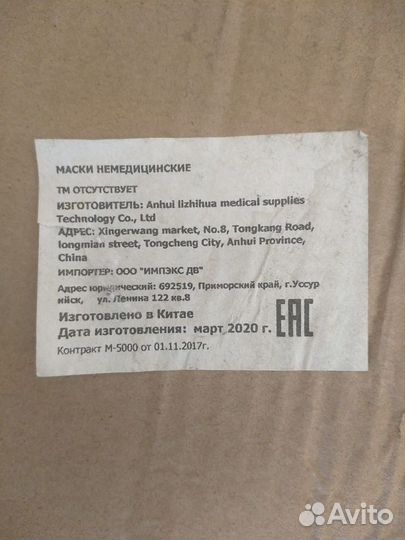 МАСКИ НЕМЕДИЦИНСКИЕ
ТМ ОТСУТСТВУЕТ
ИЗГОТОВИТЕЛЬ: Anhui lizhihua medical supplies
Technology Co., Ltd
АДРЕС: Xingerwang market, No.8, Tongkang Road,
longmian street, Tongcheng City, Anhui Province,
China
ИМПОРТЕР: ООО "ИМПЭКС ДВ"
Адрес юридический: 692519, Приморский край, г.Уссур
ийск, ул. Ленина 122 кв.8
Изготовлено в Китае
Дата изготовления: март 2020 г.
EAC
Контракт М-5000 от 01.11.2017г.
Avito